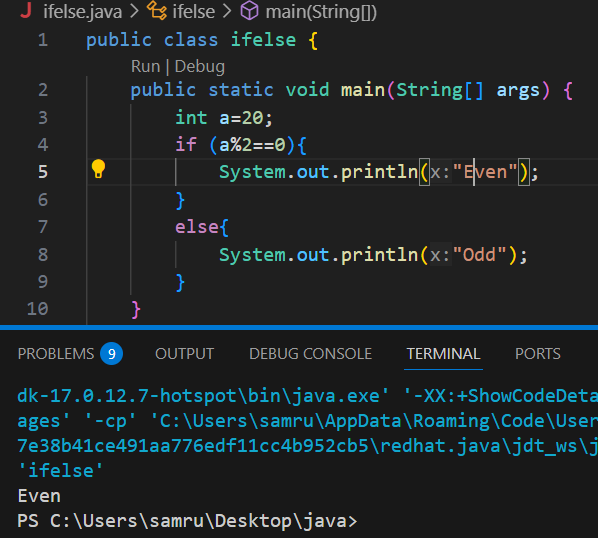 J ifelse.java > ifelse > main(String[])
1 public class ifelse {
Run | Debug
2 public static void main(String[] args) {
3 int a=20;
4 if (a%2==0){
5 System.out.println(x:"Even");
6 }
7 else{
8 System.out.println(x:"Odd");
9 }
10 }
PROBLEMS 9 OUTPUT DEBUG CONSOLE TERMINAL PORTS
dk-17.0.12.7-hotspot\bin\java.exe' '-XX:+ShowCodeDeta
ages' '-cp' 'C:\Users\samru\AppData\Roaming\Code\User
7e38b41ce491aa776edf11cc4b952cb5\redhat.java\jdt_ws\j
'ifelse'
Even
PS C:\Users\samru\Desktop\java>